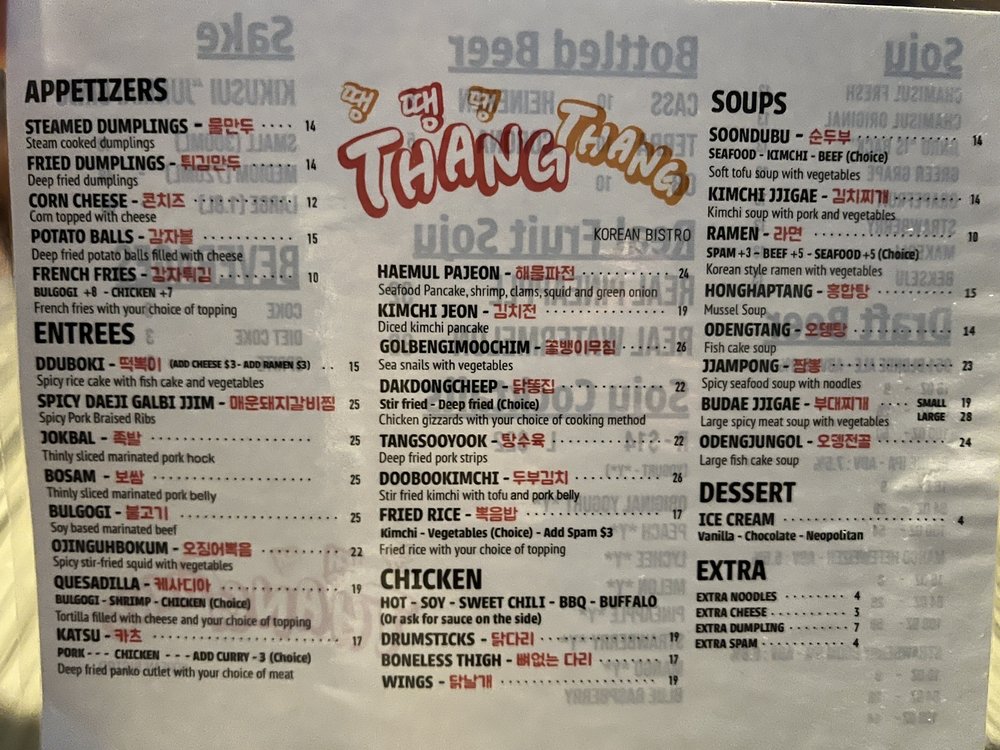 APPETIZERS
STEAMED DUMPLINGS - 물만두 ···· 14
Steam cooked dumplings
FRIED DUMPLINGS - 튀김만두 ···· 14
Deep fried dumplings
CORN CHEESE - 콘치즈 ········· 12
Corn topped with cheese
POTATO BALLS - 감자볼 ········· 15
Deep fried potato balls filled with cheese
FRENCH FRIES - 감자튀김 ······· 10
BULGOGI +8 - CHICKEN +7
French fries with your choice of topping
ENTREES
DDUBOKI - 떡볶이 (ADD CHEESE $3 - ADD RAMEN $3) .. 15
Spicy rice cake with fish cake and vegetables
SPICY DAEJI GALBI JJIM - 매운돼지갈비찜 25
Spicy Pork Braised Ribs
JOKBAL - 족발 ················ 25
Thinly sliced marinated pork hock
BOSAM - 보쌈 ················ 25
Thinly sliced marinated pork belly
BULGOGI - 불고기 ············· 25
Soy based marinated beef
OJINGUHBOKUM - 오징어볶음 ········ 22
Spicy stir-fried squid with vegetables
QUESADILLA - 케사디아 ·········· 19
BULGOGI - SHRIMP - CHICKEN (Choice)
Tortilla filled with cheese and your choice of topping
KATSU - 카츠 ················ 17
PORK - - - CHICKEN - - - ADD CURRY - 3 (Choice)
Deep fried panko cutlet with your choice of meat
땡 땡 땡
THANG THANG
KOREAN BISTRO
HAEMUL PAJEON - 해물파전 ·········· 24
Seafood Pancake, shrimp, clams, squid and green onion
KIMCHI JEON - 김치전 ············ 19
Diced kimchi pancake
GOLBENGIMOOCHIM - 꼴뱅이무침 ······ 26
Sea snails with vegetables
DAKDONGCHEEP - 닭똥집 ··········· 22
Stir fried - Deep fried (Choice)
Chicken gizzards with your choice of cooking method
TANGSOOYOOK - 탕수육 ············ 22
Deep fried pork strips
DOOBOOKIMCHI - 두부김치 ·········· 26
Stir fried kimchi with tofu and pork belly
FRIED RICE - 뽁음밥 ············ 17
Kimchi - Vegetables (Choice) - Add Spam $3
Fried rice with your choice of topping
CHICKEN
HOT - SOY - SWEET CHILI - BBQ - BUFFALO
(Or ask for sauce on the side)
DRUMSTICKS - 닭다리 ············ 19
BONELESS THIGH - 뼈없는 다리 ······ 17
WINGS - 닭날개 ················ 19
SOUPS
SOONDUBU - 순두부 ············ 14
SEAFOOD - KIMCHI - BEEF (Choice)
Soft tofu soup with vegetables
KIMCHI JJIGAE - 김치찌개 ········ 14
Kimchi soup with pork and vegetables
RAMEN - 라면 ················ 10
SPAM +3 - BEEF +5 - SEAFOOD +5 (Choice)
Korean style ramen with vegetables
HONGHAPTANG - 홍합탕 ·········· 15
Mussel Soup
ODENGTANG - 오뎅탕 ············ 14
Fish cake soup
JJAMPONG - 짬뽕 ·············· 23
Spicy seafood soup with noodles
BUDAE JJIGAE - 부대찌개 ···· SMALL 19
Large spicy meat soup with vegetables LARGE 28
ODENGJUNGOL - 오뎅전골 ········ 24
Large fish cake soup
DESSERT
ICE CREAM ················ 4
Vanilla - Chocolate - Neopolitan
EXTRA
EXTRA NOODLES ·········· 4
EXTRA CHEESE ··········· 3
EXTRA DUMPLING ········· 7
EXTRA SPAM ············· 4